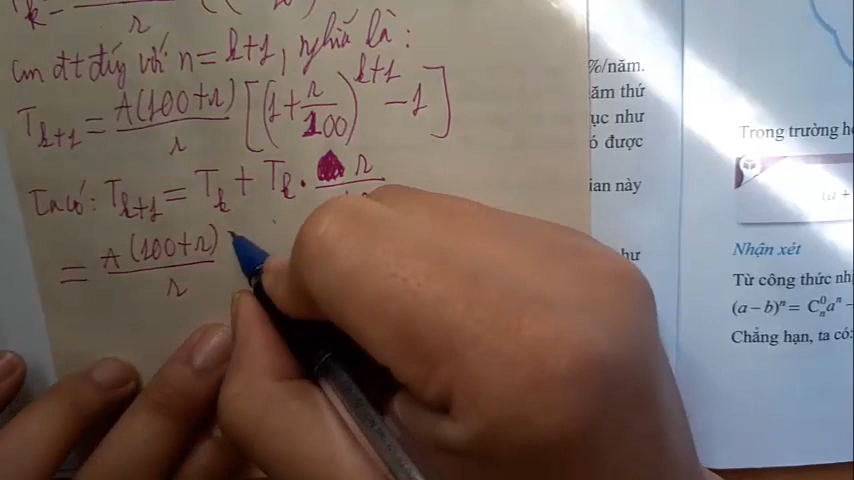 k = r
cm đt đấy với n = k+1, nghĩa là:
T_{k+1} = A(100+r)/r [(1 + r/100)^{k+1} - 1]
Ta có: T_{k+1} = T_k + T_k . r
= A(100+r)/r
%/năm.
ăm thứ
ục như
ó được
ian này
hư
Trong trường h
(a +
Nhận xét
Từ công thức nh
(a – b)^n = C_n^0 a^n –
Chẳng hạn, ta có: